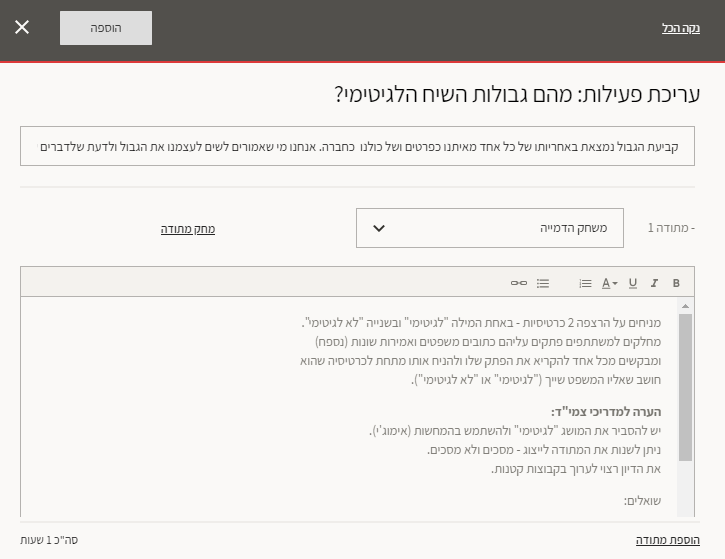 נקה הכל
הוספה
עריכת פעילות: מהם גבולות השיח הלגיטימי?
קביעת הגבול נמצאת באחריותו של כל אחד מאיתנו כפרטים ושל כולנו כחברה. אנחנו מי שאמורים לשים לעצמנו את הגבול ולדעת שלדברים
- מתודה 1
משחק הדמייה
מחק מתודה
B I U A
מניחים על הרצפה 2 כרטיסיות - באחת המילה "לגיטימי" ובשנייה "לא לגיטימי".
מחלקים למשתתפים פתקים עליהם כתובים משפטים ואמירות שונות (נספח)
ומבקשים מכל אחד להקריא את הפתק שלו ולהניח אותו מתחת לכרטיסיה שהוא
חושב שאליו המשפט שייך ("לגיטימי" או "לא לגיטימי").
הערה למדריכי צמי"ד:
יש להסביר את המושג "לגיטימי" ולהשתמש בהמחשות (אימוג'י).
ניתן לשנות את המתודה לייצוג - מסכים ולא מסכים.
את הדיון רצוי לערוך בקבוצות קטנות.
שואלים:
הוספת מתודה
סה"כ 1 שעות